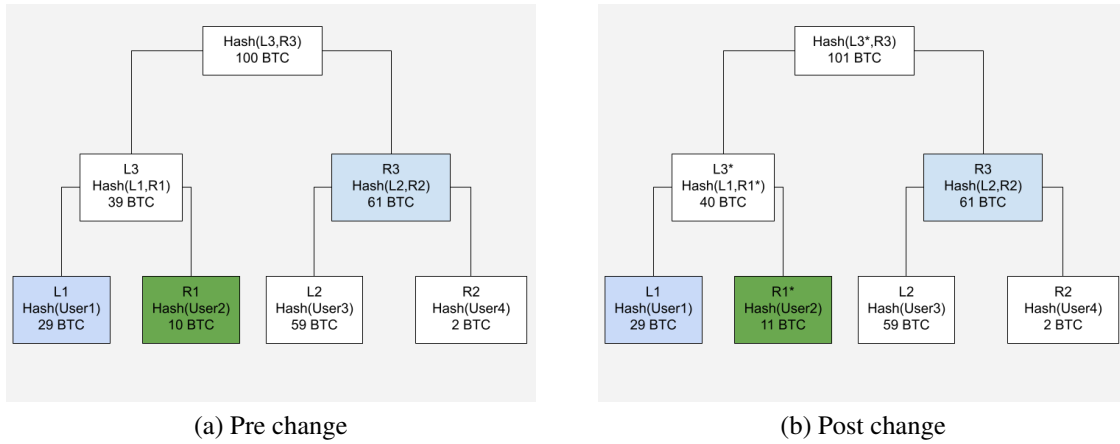 Hash(L3,R3)
100 BTC
L3
Hash(L1,R1)
39 BTC
R3
Hash(L2,R2)
61 BTC
L1
Hash(User1)
29 BTC
R1
Hash(User2)
10 BTC
L2
Hash(User3)
59 BTC
R2
Hash(User4)
2 BTC
(a) Pre change
Hash(L3*,R3)
101 BTC
L3*
Hash(L1,R1*)
40 BTC
R3
Hash(L2,R2)
61 BTC
L1
Hash(User1)
29 BTC
R1*
Hash(User2)
11 BTC
L2
Hash(User3)
59 BTC
R2
Hash(User4)
2 BTC
(b) Post change